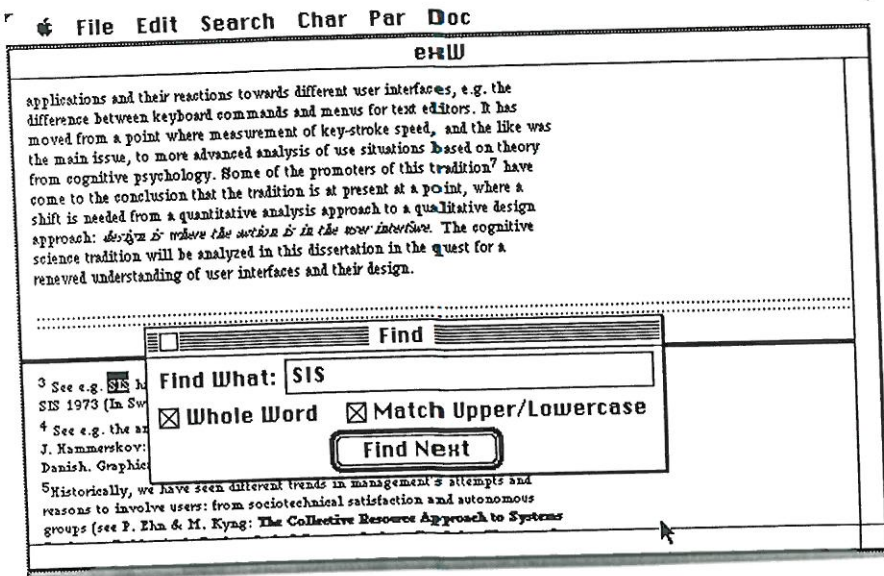 File Edit Search Char Par Doc
exW
applications and their reactions towards different user interfaces, e.g. the
difference between keyboard commands and menus for text editors. It has
moved from a point where measurement of key-stroke speed, and the like was
the main issue, to more advanced analysis of use situations based on theory
from cognitive psychology. Some of the promoters of this tradition7 have
come to the conclusion that the tradition is at present at a point, where a
shift is needed from a quantitative analysis approach to a qualitative design
approach: design is where the action is in the user interface. The cognitive
science tradition will be analyzed in this dissertation in the quest for a
renewed understanding of user interfaces and their design.
Find
Find What: SIS
Whole Word Match Upper/Lowercase
Find Next
3 See e.g. SIS
SIS 1973 (In Sw
4 See e.g. the
J. Hammerskov:
Danish. Graphic
5Historically, we have seen different trends in management's attempts and
reasons to involve users: from sociotechnical satisfaction and autonomous
groups (see P. Ehn & M. Kyng: The Collective Resource Approach to Systems